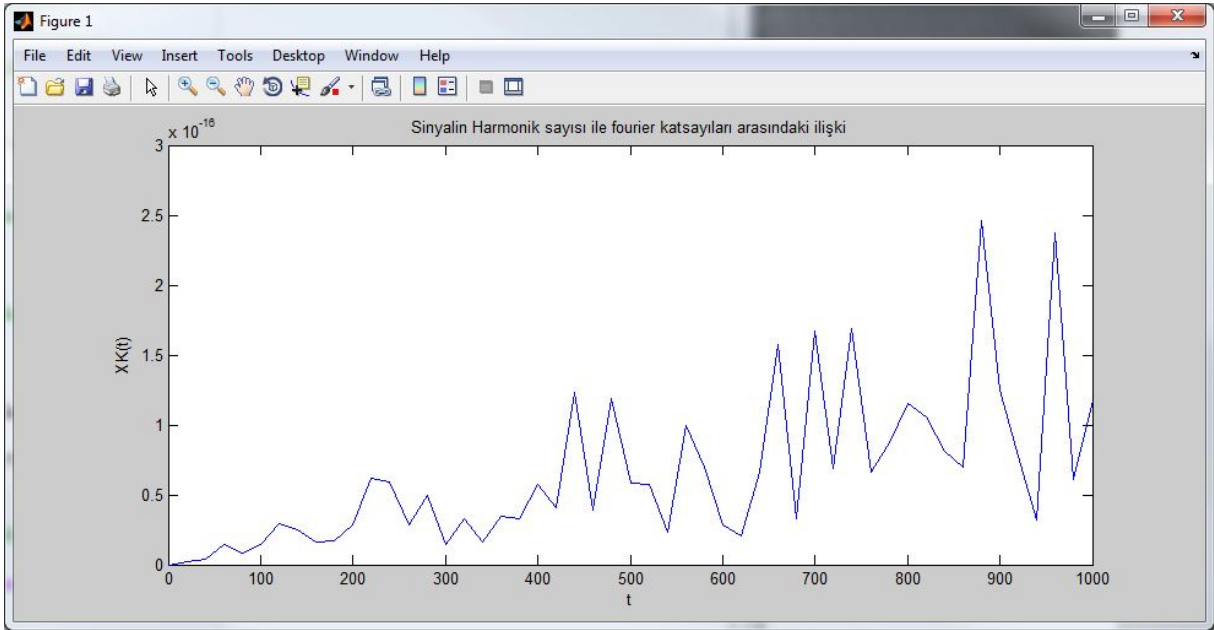 Figure 1
File Edit View Insert Tools Desktop Window Help
x 10^-16
Sinyalin Harmonik sayısı ile fourier katsayıları arasındaki ilişki
3
2.5
2
1.5
1
0.5
0
XK(t)
0 100 200 300 400 500 600 700 800 900 1000
t